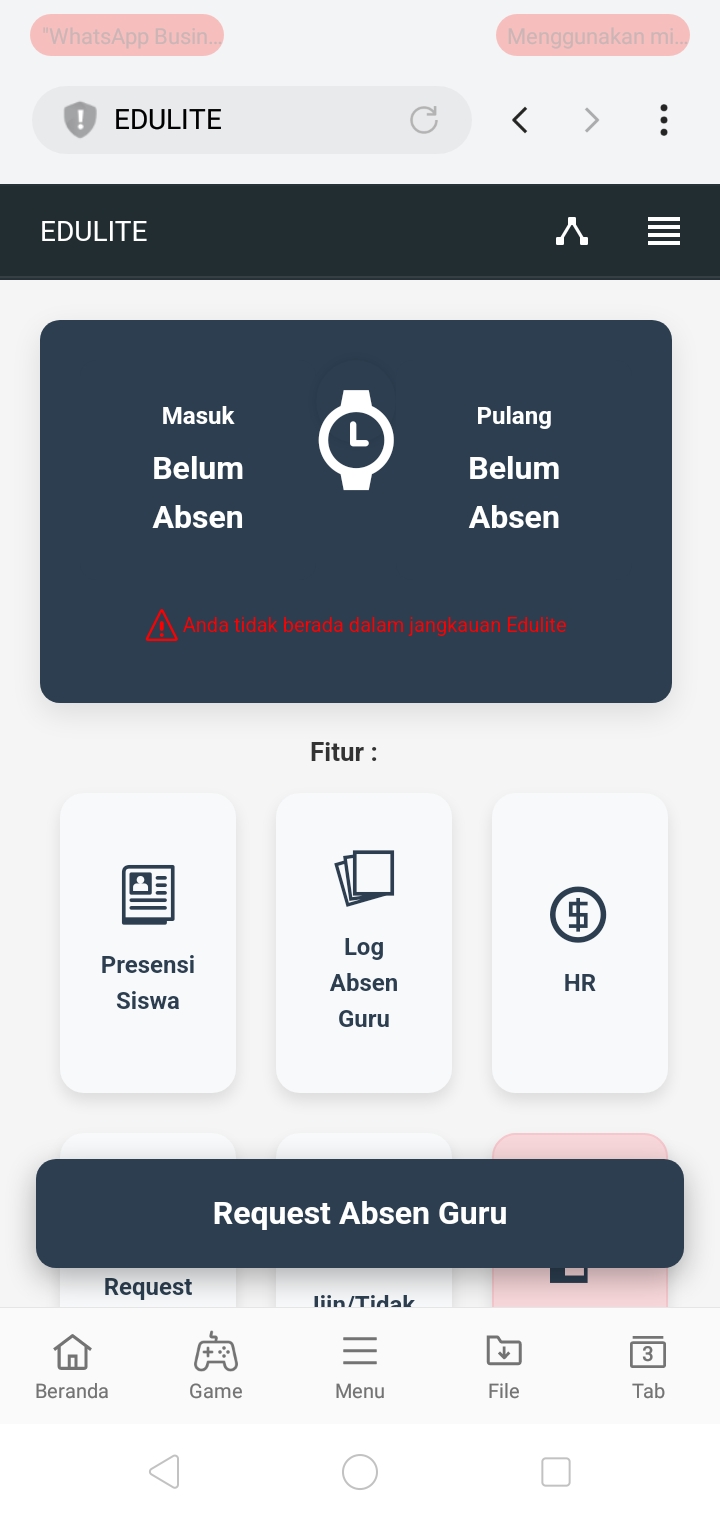 "WhatsApp Busin...
Menggunakan mi...
EDULITE
EDULITE
Masuk
Belum
Absen
Pulang
Belum
Absen
Anda tidak berada dalam jangkauan Edulite
Fitur :
Presensi
Siswa
Log
Absen
Guru
HR
Request Absen Guru
Request
Ijin/Tidak
Beranda
Game
Menu
File
3
Tab